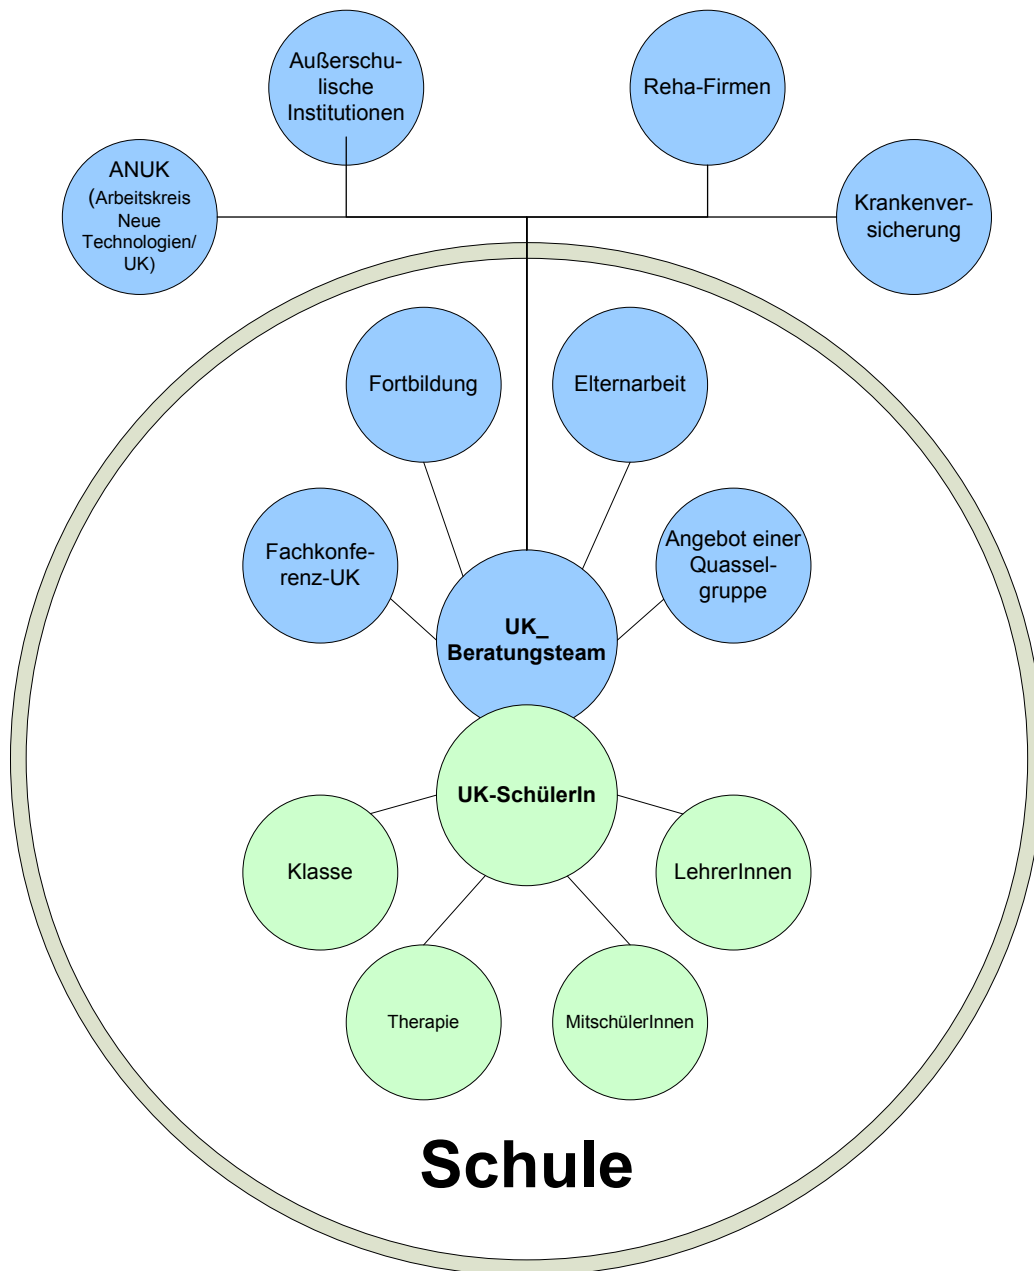 Außerschu-
lische
Institutionen
Reha-Firmen
ANUK
(Arbeitskreis
Neue
Technologien/
UK)
Krankenver-
sicherung
Fortbildung
Elternarbeit
Fachkonfe-
renz-UK
Angebot einer
Quassel-
gruppe
UK_
Beratungsteam
UK-SchülerIn
Klasse
LehrerInnen
Therapie
MitschülerInnen
Schule